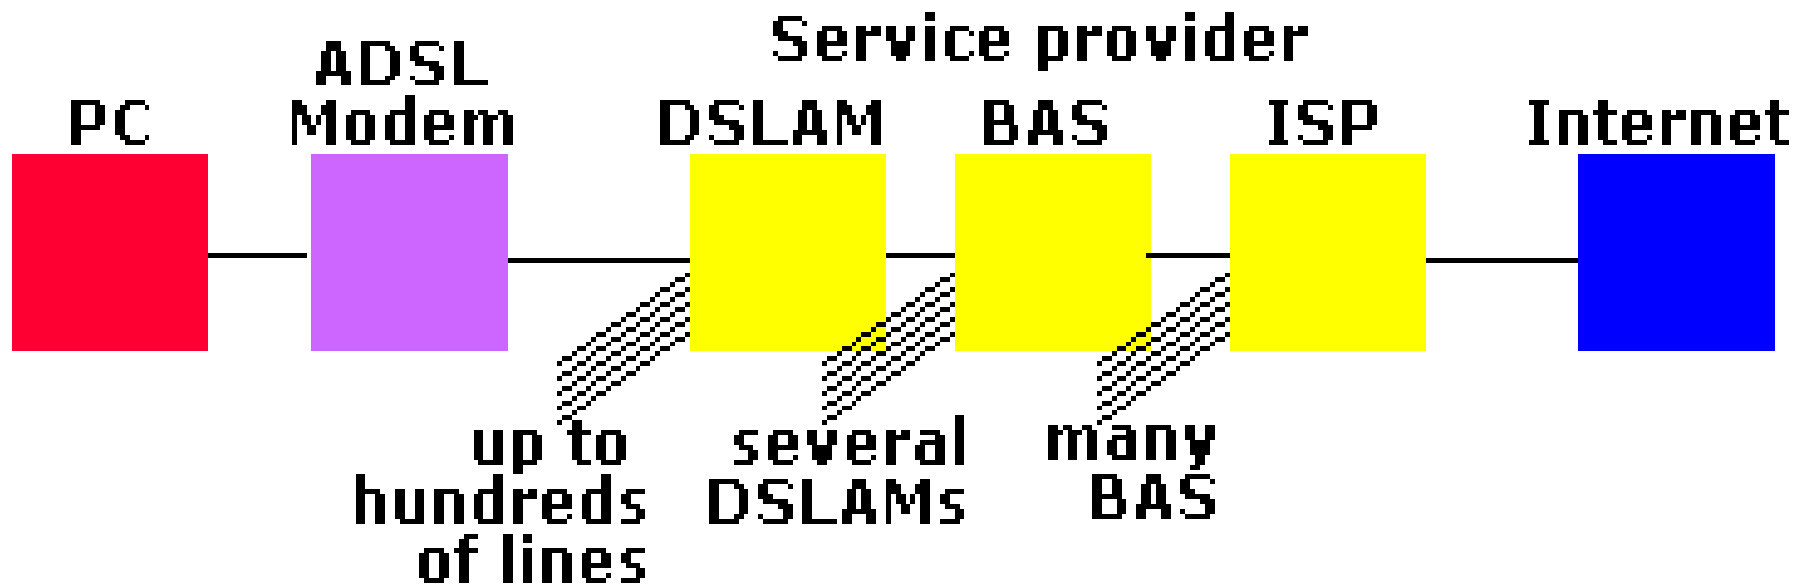 Service provider
PC
ADSL
Modem
DSLAM
BAS
ISP
Internet
up to
hundreds
of lines
several
DSLAMs
many
BAS